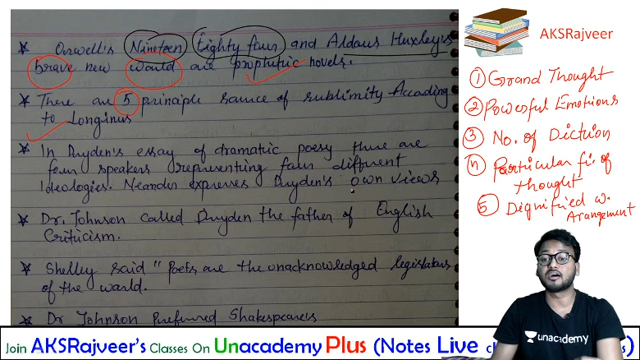 ★ Orwell's Nineteen Eighty four and Aldous Huxley's
brave new world are prophetic novels.
★ There are 5 principle source of sublimity According
to Longinus
★ In Dryden's essay of dramatic poesy there are
four speakers representing four different
Ideologies. Neander expresses Dryden's own views
★ Dr. Johnson called Dryden the father of English
Criticism.
★ Shelley said "Poets are the unacknowledged legislators
of the world.
★ Dr Johnson Preferred Shakespeare's
AKSRajveer
① Grand Thought
② Powerful Emotions
③ No. of Diction
Particular fi. of
thought
⑤ Dignified w.
Arangement
unacademy
Join AKSRajveer's Classes On Unacademy Plus (Notes Live